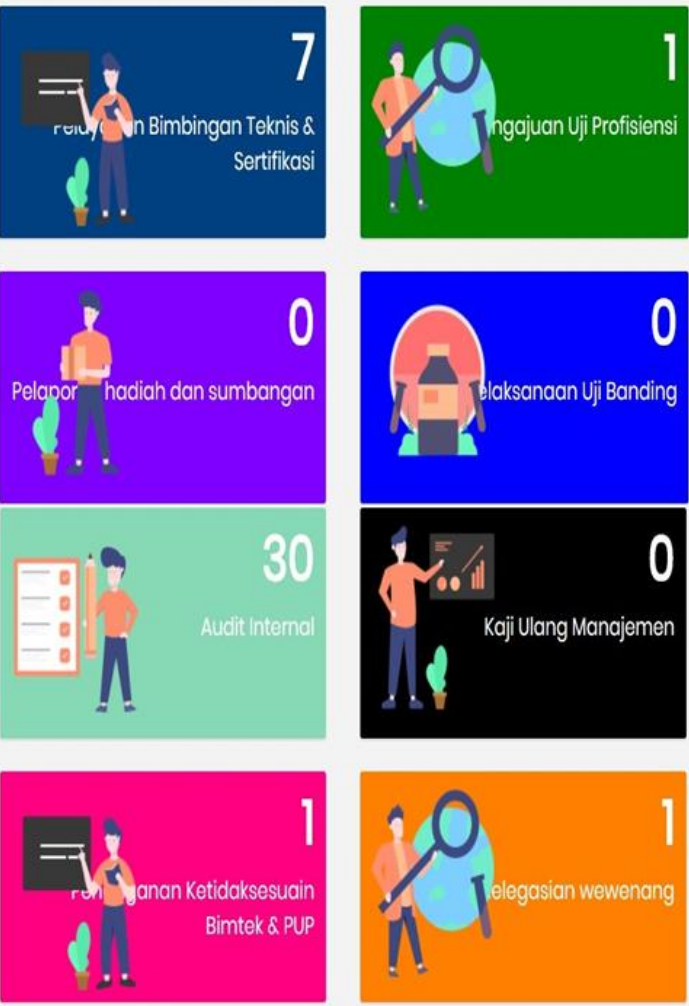 7
n Bimbingan Teknis &
Sertifikasi
1
ngajuan Uji Profisiensi
0
Pelapor hadiah dan sumbangan
0
elaksanaan Uji Banding
30
Audit Internal
0
Kaji Ulang Manajemen
1
ganan Ketidaksesuain
Bimtek & PUP
1
elegasian wewenang